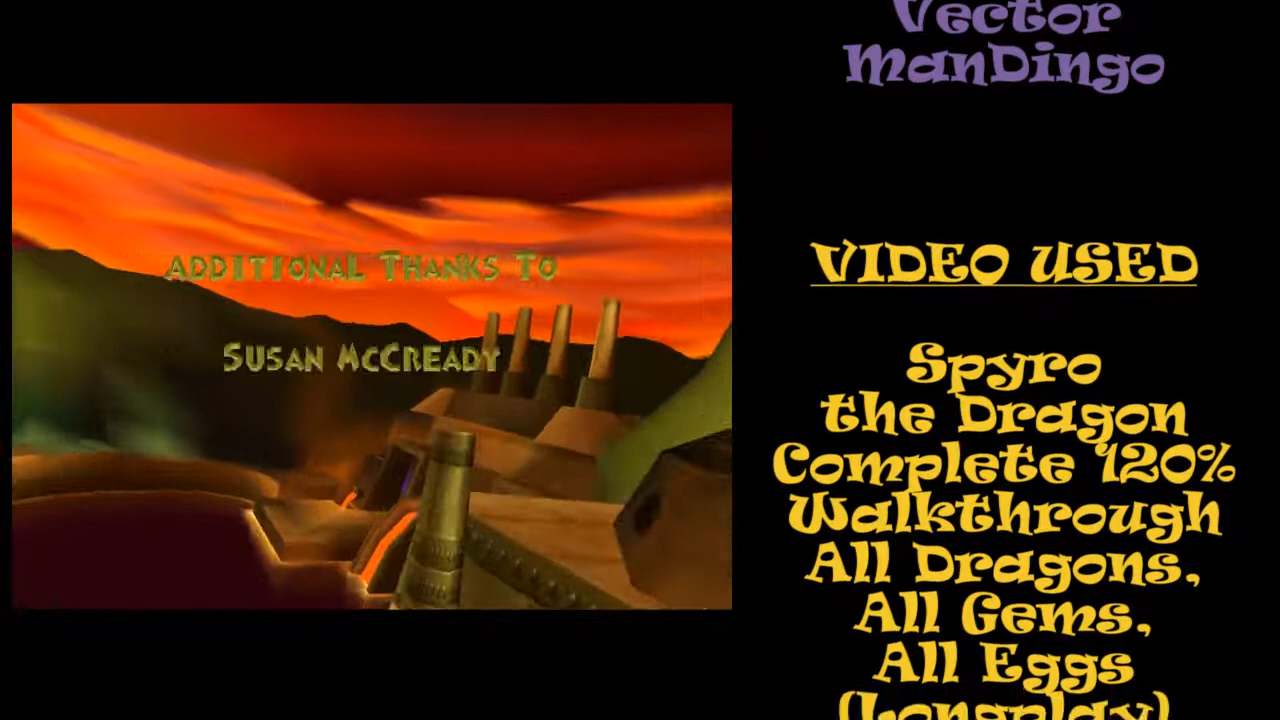 Vector
ManDingo
ADDITIONAL THANKS TO
SUSAN MCCREADY
VIDEO USED
Spyro
the Dragon
Complete 120%
Walkthrough
All Dragons,
All Gems,
All Eggs
(Longplay)